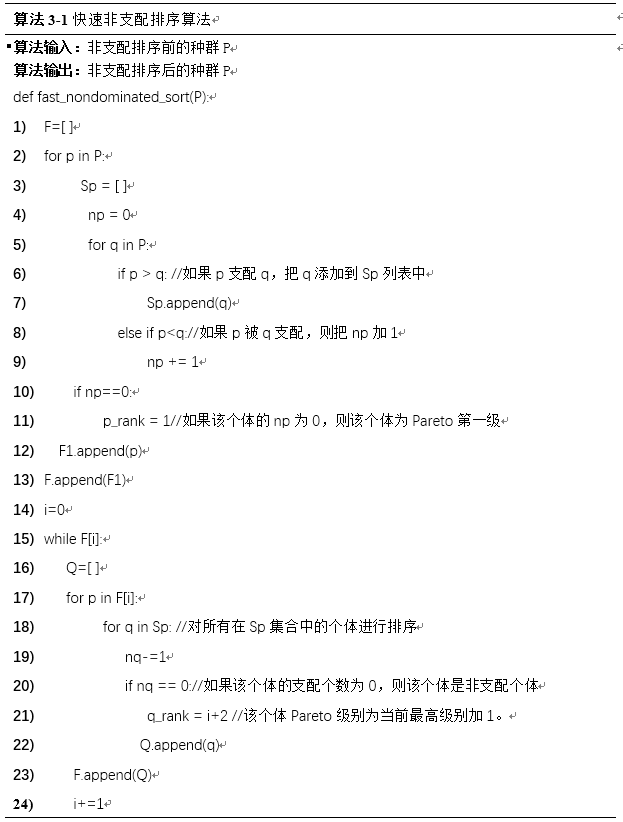 算法 3-1 快速非支配排序算法
算法输入：非支配排序前的种群 P
算法输出：非支配排序后的种群 P
def fast_nondominated_sort(P):
1) F=[ ]
2) for p in P:
3) Sp = [ ]
4) np = 0
5) for q in P:
6) if p > q: //如果 p 支配 q，把 q 添加到 Sp 列表中
7) Sp.append(q)
8) else if p<q://如果 p 被 q 支配，则把 np 加 1
9) np += 1
10) if np==0:
11) p_rank = 1//如果该个体的 np 为 0，则该个体为 Pareto 第一级
12) F1.append(p)
13) F.append(F1)
14) i=0
15) while F[i]:
16) Q=[ ]
17) for p in F[i]:
18) for q in Sp: //对所有在 Sp 集合中的个体进行排序
19) nq-=1
20) if nq == 0://如果该个体的支配个数为 0，则该个体是非支配个体
21) q_rank = i+2 //该个体 Pareto 级别为当前最高级别加 1。
22) Q.append(q)
23) F.append(Q)
24) i+=1